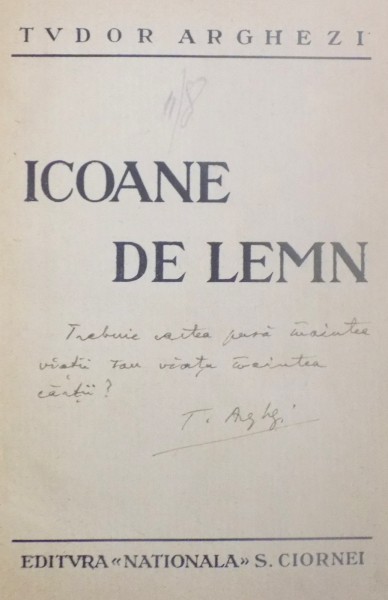 TVDOR ARGHEZI
11/8
ICOANE
DE LEMN
Trebuie cartea pusă înaintea
vieții sau viața înaintea
cărții?
T. Arghezi
EDITVRA «NATIONALA» S. CIORNEI